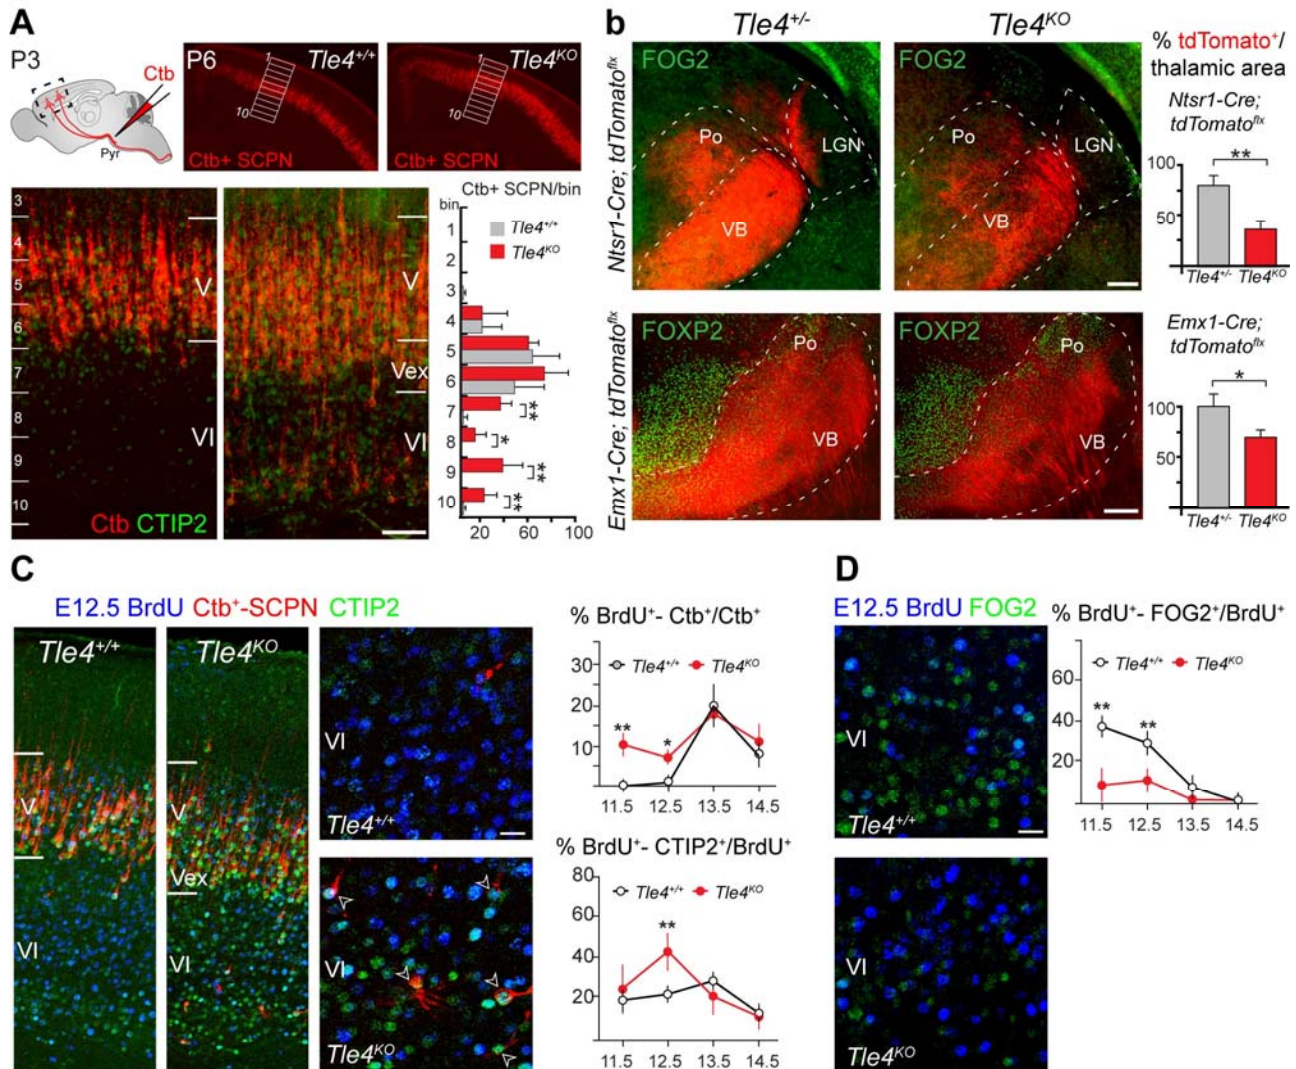 A
P3
Ctb
Pyr
P6
Tle4+/+
1
10
Ctb+ SCPN
Tle4KO
1
10
Ctb+ SCPN
3
4
5
6
7
8
9
10
V
VI
Ctb CTIP2
V
Vex
VI
Ctb+ SCPN/bin
bin
Tle4+/+
Tle4KO
1
2
3
4
5
6
7
**
8
*
9
**
10
**
20 60 100
b
Tle4+/-
Tle4KO
Ntsr1-Cre; tdTomatoflx
FOG2
Po
LGN
VB
FOG2
Po
LGN
VB
% tdTomato+/
thalamic area
Ntsr1-Cre;
tdTomatoflx
**
100
50
Tle4+/- Tle4KO
Emx1-Cre; tdTomatoflx
FOXP2
Po
VB
FOXP2
Po
VB
Emx1-Cre;
tdTomatoflx
*
100
50
Tle4+/- Tle4KO
C
E12.5 BrdU Ctb+-SCPN CTIP2
Tle4+/+
V
VI
Tle4KO
V
Vex
VI
VI
Tle4+/+
VI
Tle4KO
% BrdU+- Ctb+/Ctb+
Tle4+/+ Tle4KO
30
20
10
**
*
11.5 12.5 13.5 14.5
% BrdU+- CTIP2+/BrdU+
Tle4+/+ Tle4KO
80
60
40
20
**
11.5 12.5 13.5 14.5
D
E12.5 BrdU FOG2
VI
Tle4+/+
VI
Tle4KO
% BrdU+- FOG2+/BrdU+
Tle4+/+ Tle4KO
60
40
20
**
**
11.5 12.5 13.5 14.5